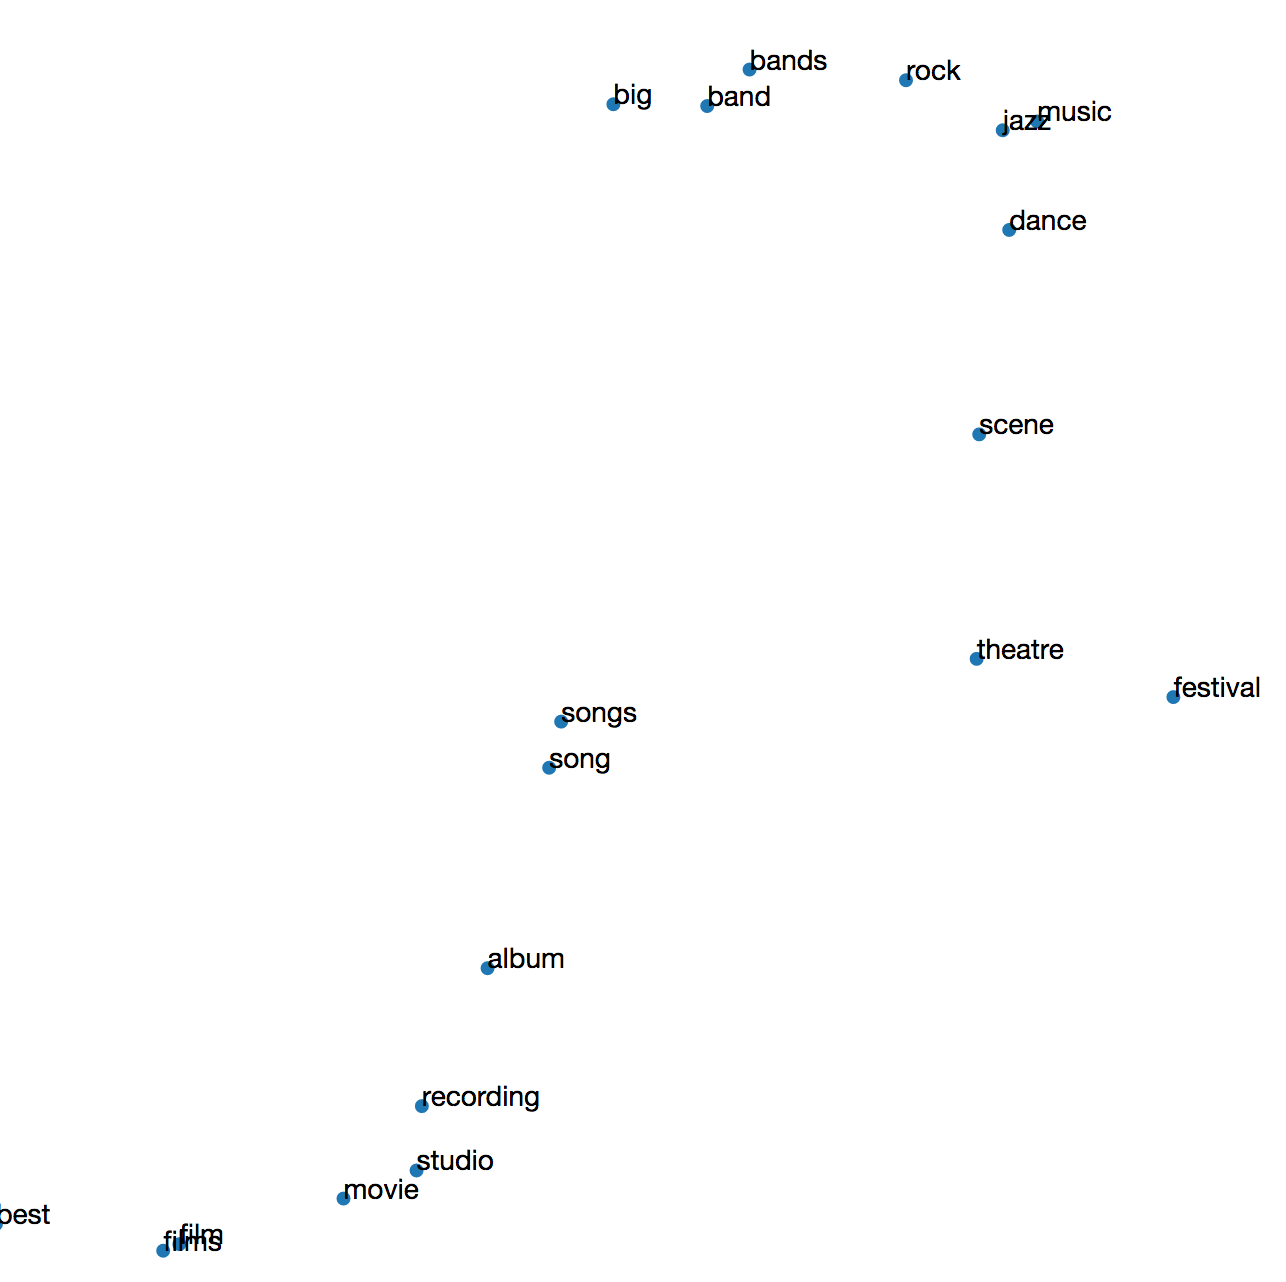 bands
rock
big
band
music
jazz
dance
scene
theatre
festival
songs
song
album
recording
studio
movie
best
film
films